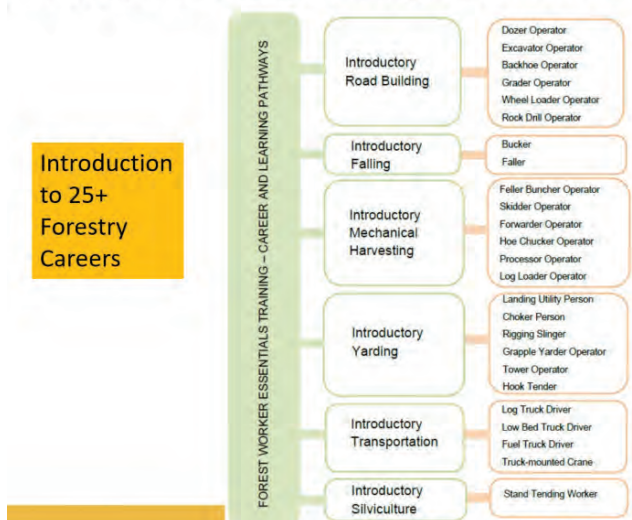 Introduction
to 25+
Forestry
Careers
FOREST WORKER ESSENTIALS TRAINING – CAREER AND LEARNING PATHWAYS
Introductory
Road Building
Dozer Operator
Excavator Operator
Backhoe Operator
Grader Operator
Wheel Loader Operator
Rock Drill Operator
Introductory
Falling
Bucker
Faller
Introductory
Mechanical
Harvesting
Feller Buncher Operator
Skidder Operator
Forwarder Operator
Hoe Chucker Operator
Processor Operator
Log Loader Operator
Introductory
Yarding
Landing Utility Person
Choker Person
Rigging Slinger
Grapple Yarder Operator
Tower Operator
Hook Tender
Introductory
Transportation
Log Truck Driver
Low Bed Truck Driver
Fuel Truck Driver
Truck-mounted Crane
Introductory
Silviculture
Stand Tending Worker